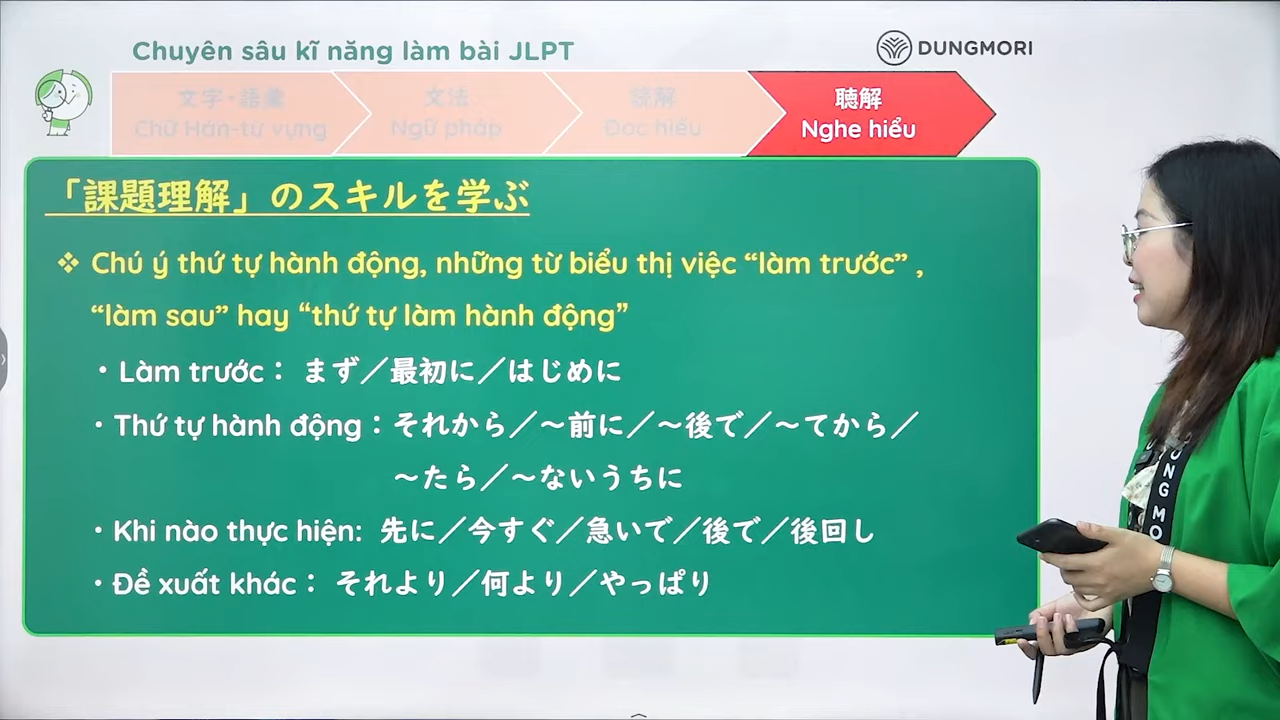 Chuyên sâu kĩ năng làm bài JLPT
DUNGMORI
文字・語彙
Chữ Hán-từ vựng
文法
Ngữ pháp
読解
Đọc hiểu
聴解
Nghe hiểu
「課題理解」のスキルを学ぶ
❖ Chú ý thứ tự hành động, những từ biểu thị việc “làm trước” ,
“làm sau” hay “thứ tự làm hành động”
・Làm trước： まず／最初に／はじめに
・Thứ tự hành động：それから／～前に／～後で／～てから／
～たら／～ないうちに
・Khi nào thực hiện: 先に／今すぐ／急いで／後で／後回し
・Đề xuất khác： それより／何より／やっぱり
UNG MO